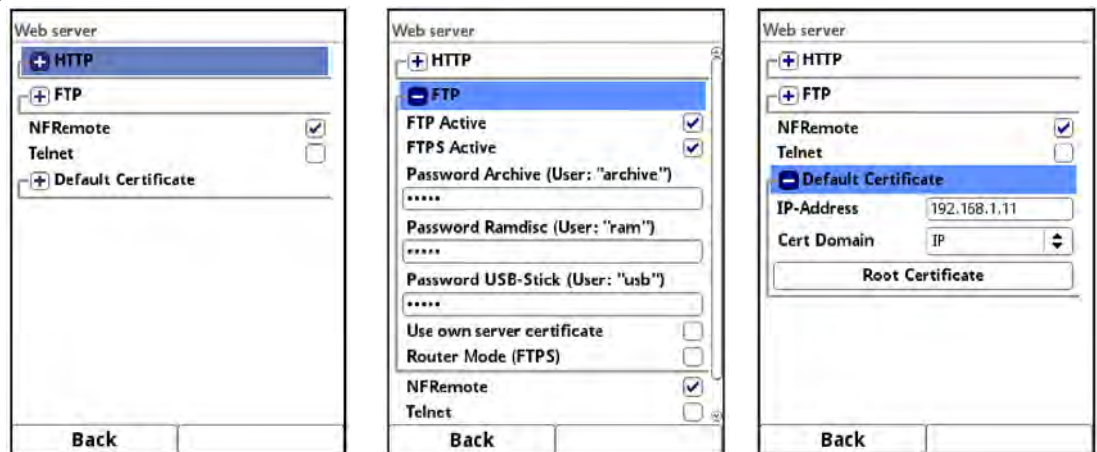 Web server
HTTP
FTP
NFRemote
Telnet
Default Certificate
Back
Web server
HTTP
FTP
FTP Active
FTPS Active
Password Archive (User: "archive")
•••••
Password Ramdisc (User: "ram")
•••••
Password USB-Stick (User: "usb")
•••••
Use own server certificate
Router Mode (FTPS)
NFRemote
Telnet
Back
Web server
HTTP
FTP
NFRemote
Telnet
Default Certificate
IP-Address 192.168.1.11
Cert Domain IP
Root Certificate
Back